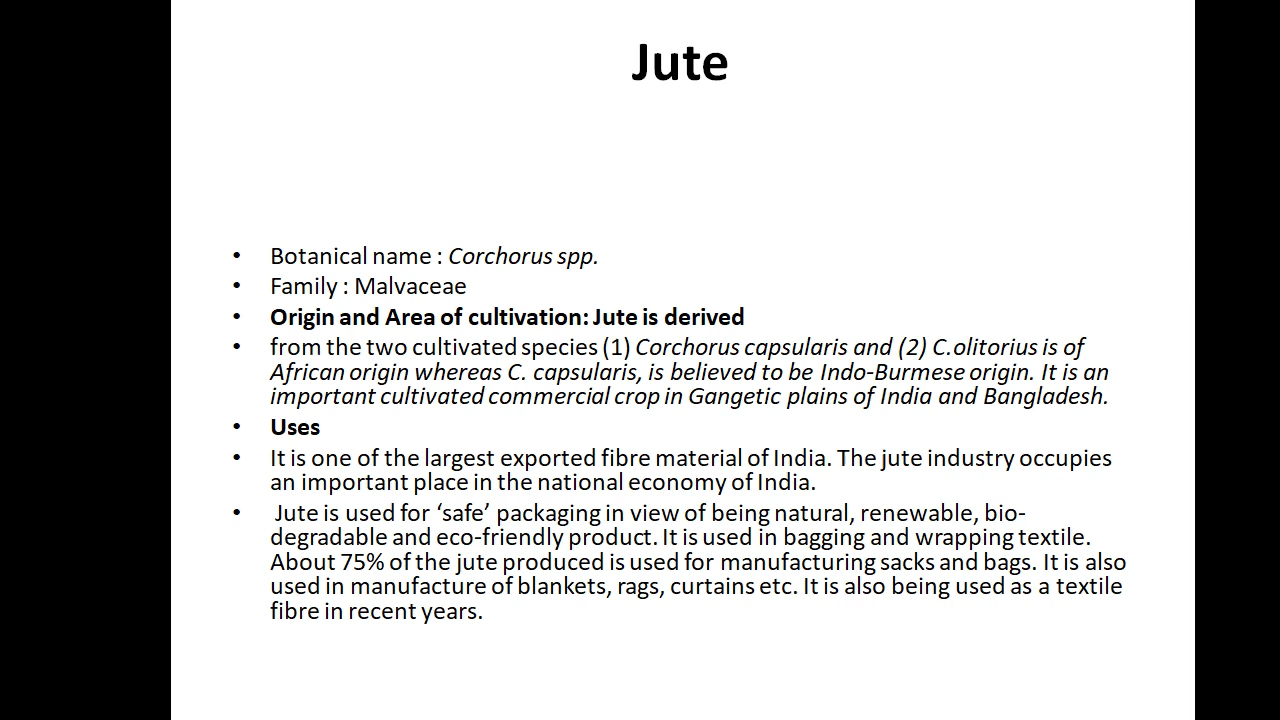 Jute
• Botanical name : Corchorus spp.
• Family : Malvaceae
• Origin and Area of cultivation: Jute is derived
• from the two cultivated species (1) Corchorus capsularis and (2) C.olitorius is of
African origin whereas C. capsularis, is believed to be Indo-Burmese origin. It is an
important cultivated commercial crop in Gangetic plains of India and Bangladesh.
• Uses
• It is one of the largest exported fibre material of India. The jute industry occupies
an important place in the national economy of India.
• Jute is used for ‘safe’ packaging in view of being natural, renewable, bio-
degradable and eco-friendly product. It is used in bagging and wrapping textile.
About 75% of the jute produced is used for manufacturing sacks and bags. It is also
used in manufacture of blankets, rags, curtains etc. It is also being used as a textile
fibre in recent years.